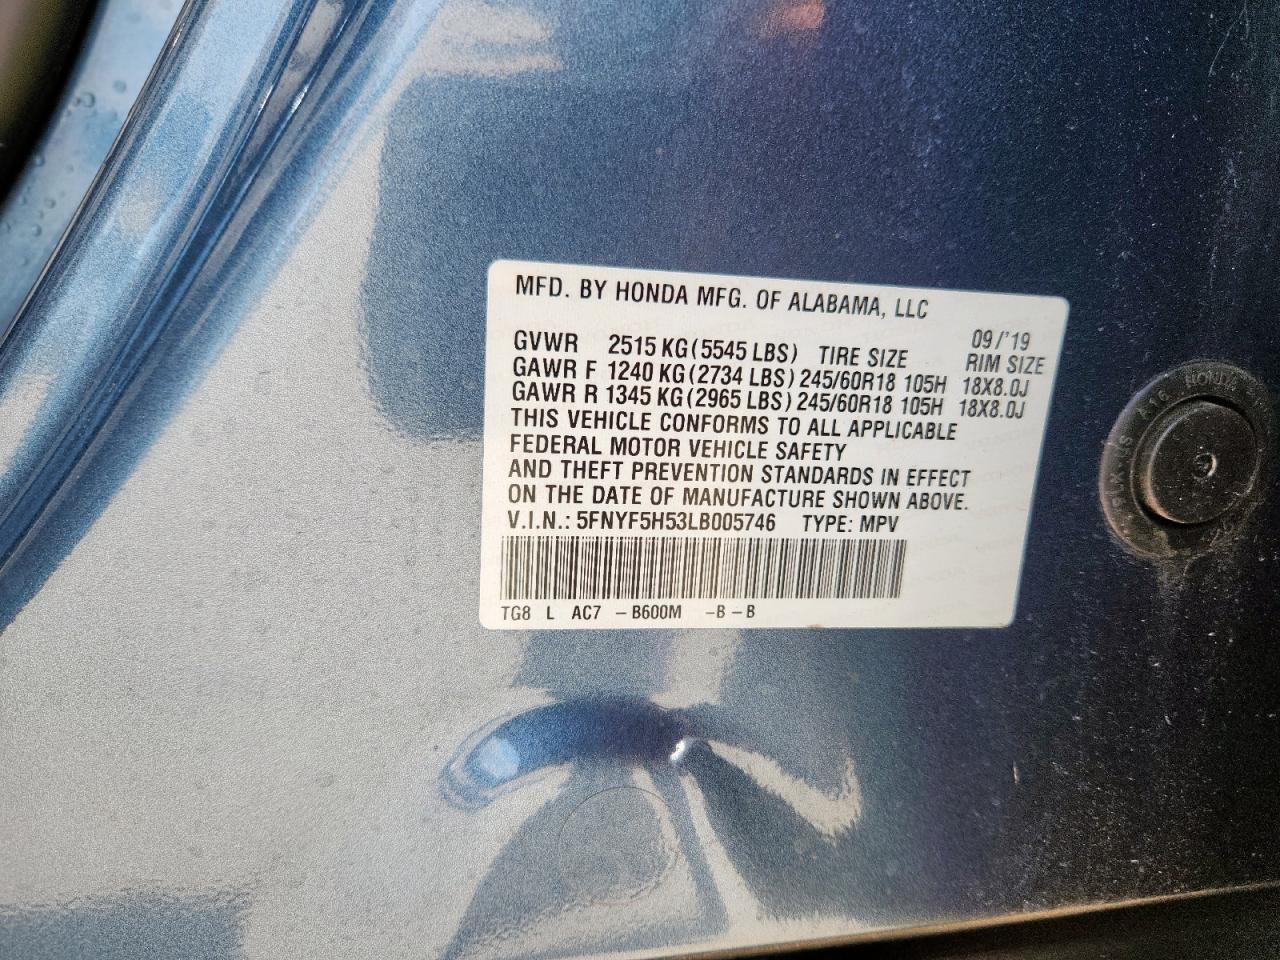 MFD. BY HONDA MFG. OF ALABAMA, LLC
09/'19
GVWR 2515 KG (5545 LBS) TIRE SIZE RIM SIZE
GAWR F 1240 KG (2734 LBS) 245/60R18 105H 18X8.0J
GAWR R 1345 KG (2965 LBS) 245/60R18 105H 18X8.0J
THIS VEHICLE CONFORMS TO ALL APPLICABLE
FEDERAL MOTOR VEHICLE SAFETY
AND THEFT PREVENTION STANDARDS IN EFFECT
ON THE DATE OF MANUFACTURE SHOWN ABOVE.
V.I.N.: 5FNYF5H53LB005746 TYPE: MPV
TG8 L AC7 -B600M -B-B
HONDA